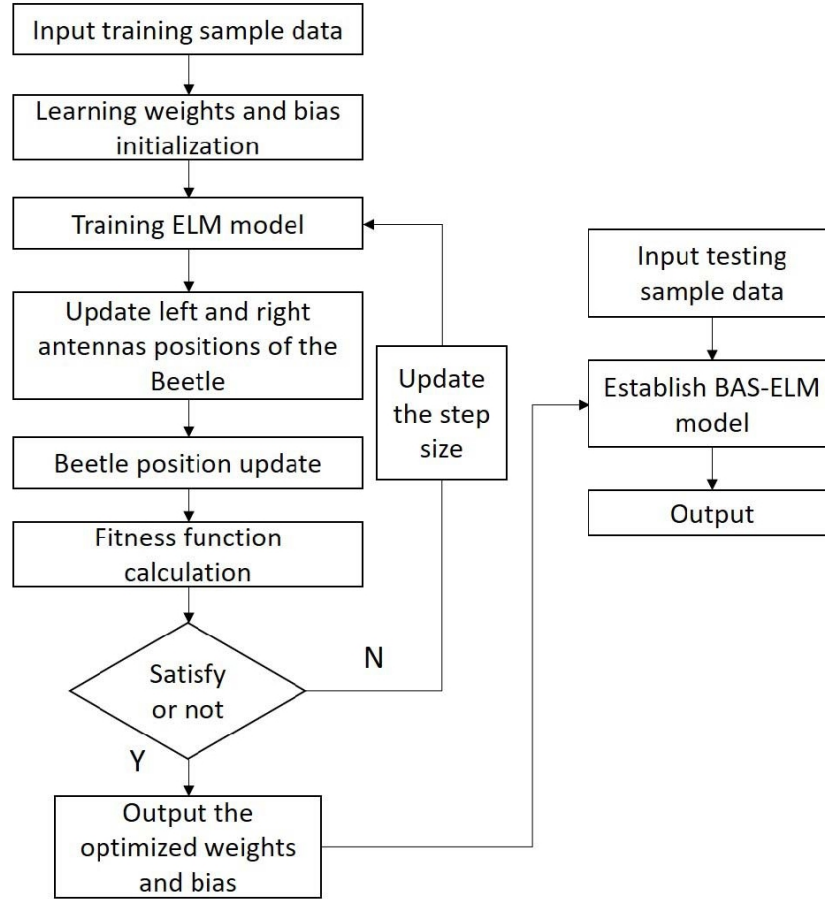 Input training sample data
Learning weights and bias
initialization
Training ELM model
Update left and right
antennas positions of the
Beetle
Beetle position update
Fitness function
calculation
Satisfy
or not
N
Y
Output the
optimized weights
and bias
Update
the step
size
Input testing
sample data
Establish BAS-ELM
model
Output